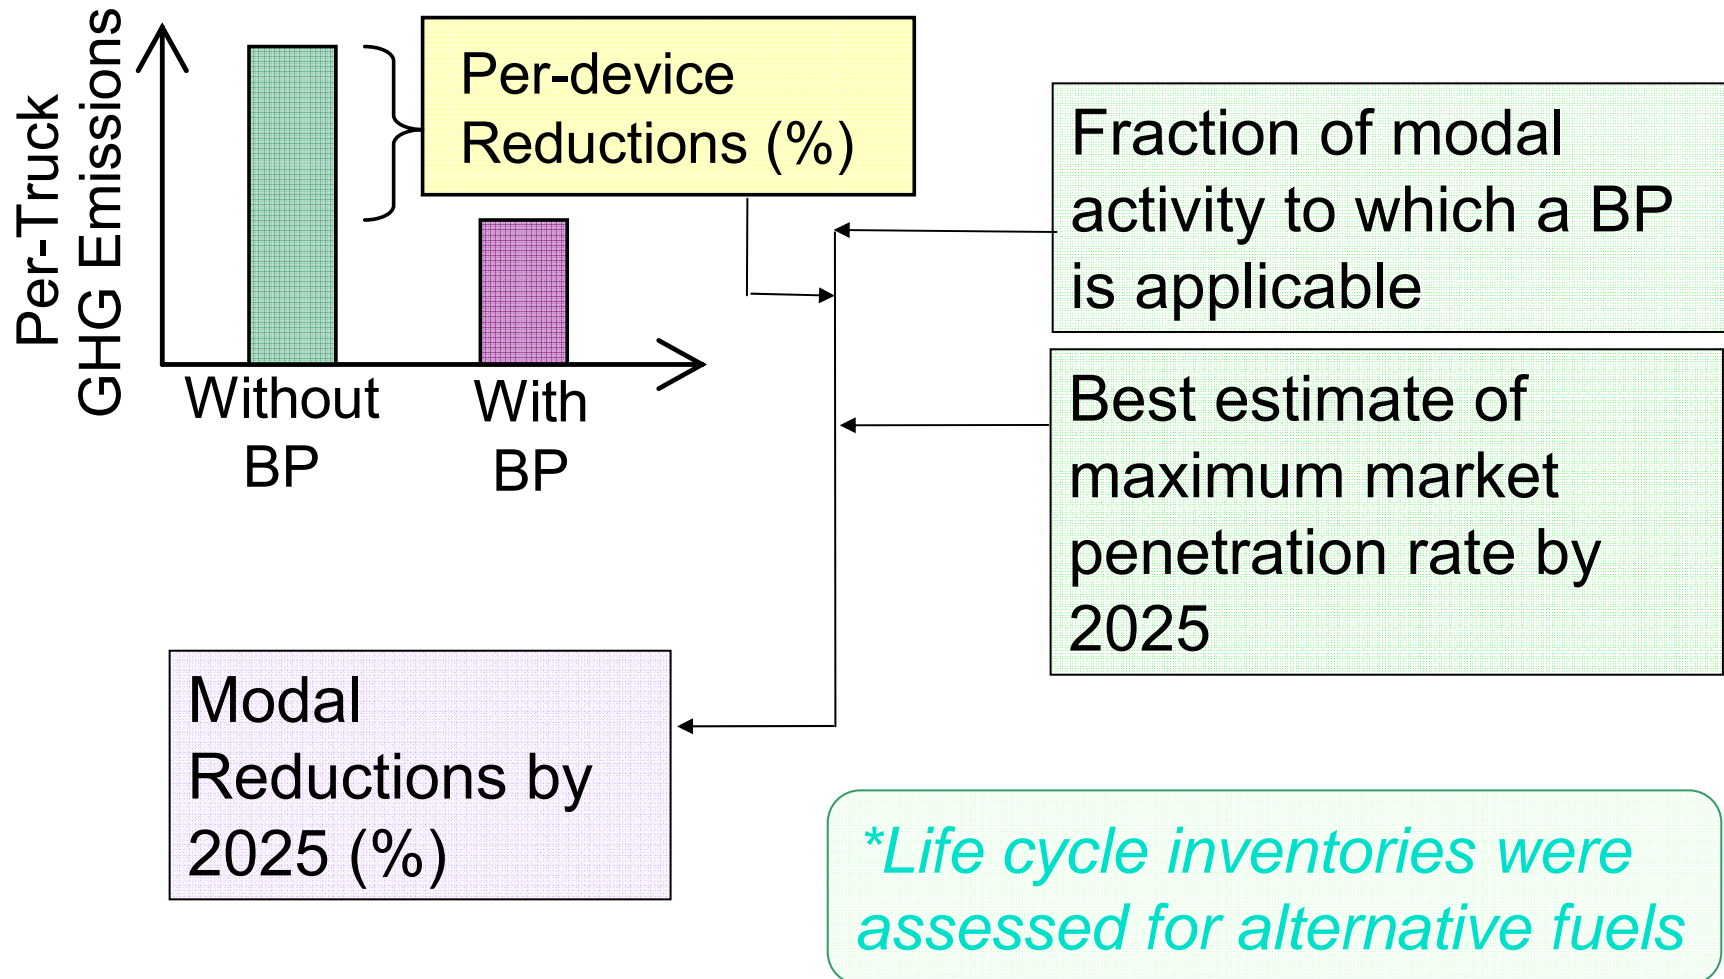 Per-Truck
GHG Emissions
Without
BP
With
BP
Per-device
Reductions (%)
Fraction of modal
activity to which a BP
is applicable
Best estimate of
maximum market
penetration rate by
2025
Modal
Reductions by
2025 (%)
*Life cycle inventories were
assessed for alternative fuels